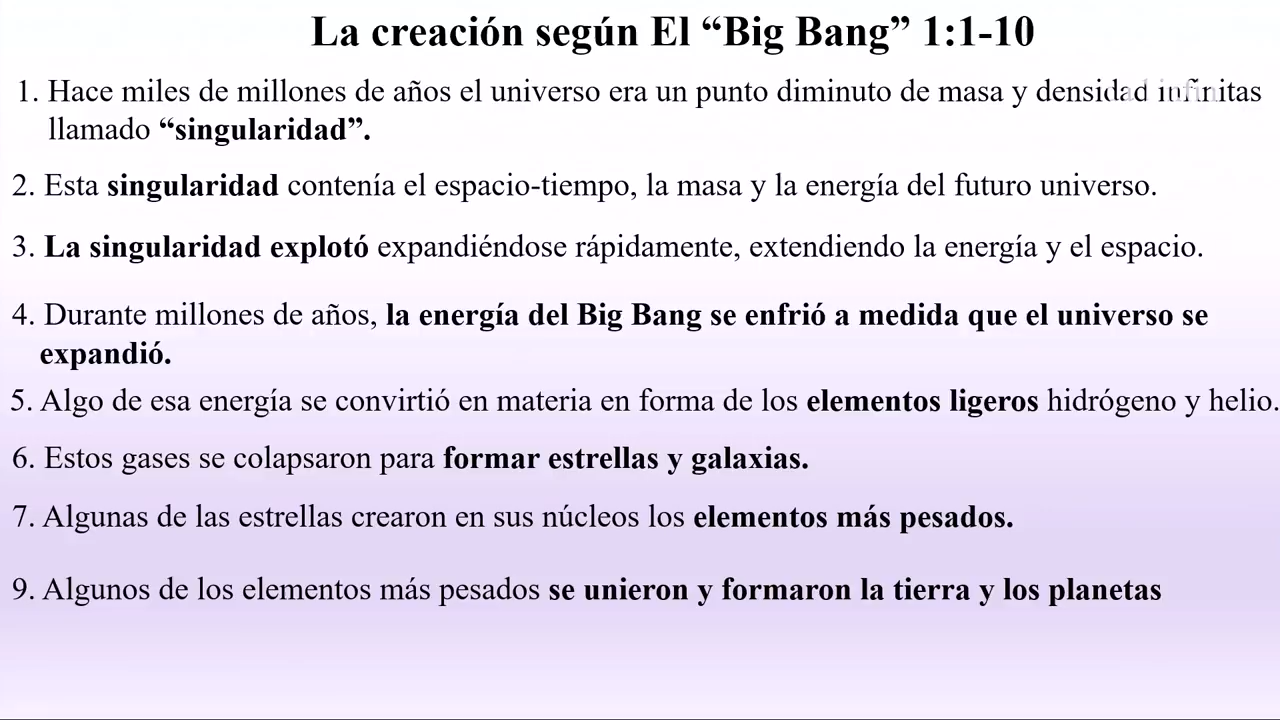 La creación según El “Big Bang” 1:1-10
1. Hace miles de millones de años el universo era un punto diminuto de masa y densidad infinitas
llamado “singularidad”.
2. Esta singularidad contenía el espacio-tiempo, la masa y la energía del futuro universo.
3. La singularidad explotó expandiéndose rápidamente, extendiendo la energía y el espacio.
4. Durante millones de años, la energía del Big Bang se enfrió a medida que el universo se
expandió.
5. Algo de esa energía se convirtió en materia en forma de los elementos ligeros hidrógeno y helio.
6. Estos gases se colapsaron para formar estrellas y galaxias.
7. Algunas de las estrellas crearon en sus núcleos los elementos más pesados.
9. Algunos de los elementos más pesados se unieron y formaron la tierra y los planetas